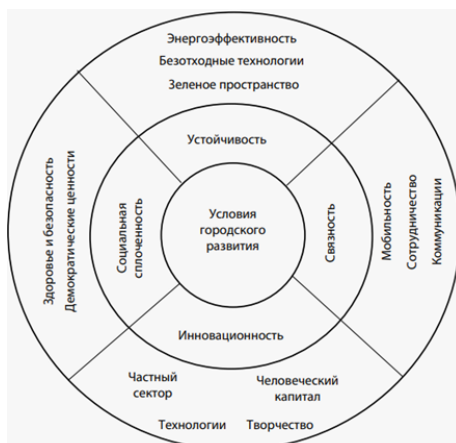 Энергоэффективность
Безотходные технологии
Зеленое пространство
Устойчивость
Здоровье и безопасность
Демократические ценности
Социальная
сплоченность
Условия
городского
развития
Связность
Мобильность
Сотрудничество
Коммуникации
Инновационность
Частный
сектор
Человеческий
капитал
Технологии
Творчество